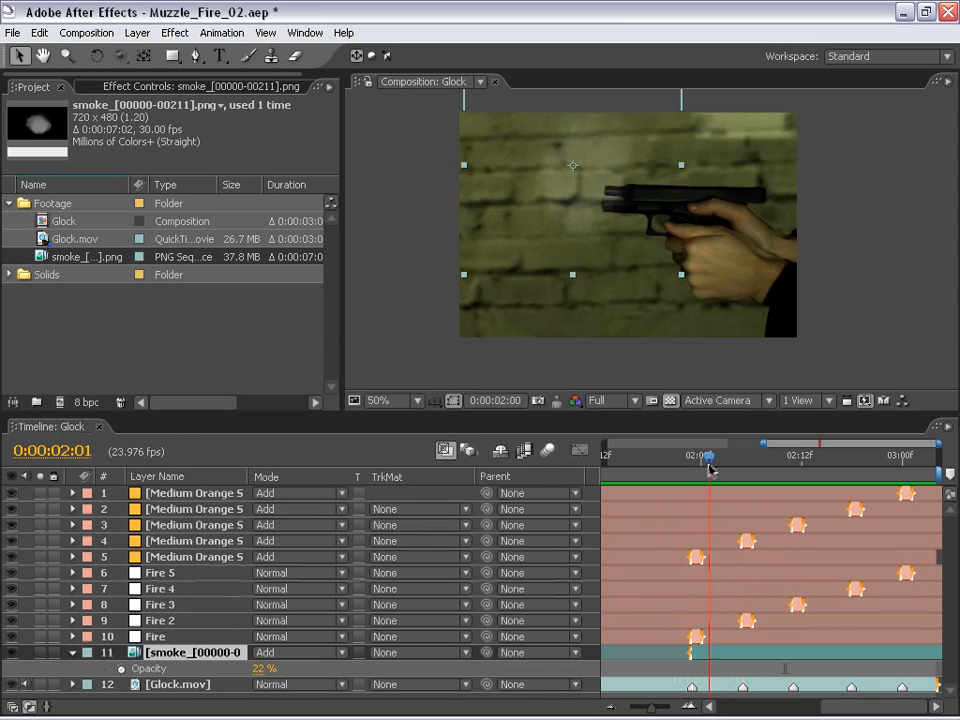 Adobe After Effects - Muzzle_Fire_02.aep *
File Edit Composition Layer Effect Animation View Window Help
Workspace: Standard
Project Effect Controls: smoke_[00000-00211].png
Composition: Glock
smoke_[00000-00211].png, used 1 time
720 x 480 (1.20)
Δ 0:00:07:02, 30.00 fps
Millions of Colors+ (Straight)
Name Type Size Duration
Footage Folder
Glock Composition Δ 0:00:03:0
Glock.mov QuickTi...ovie 26.7 MB Δ 0:00:03:0
smoke_[...].png PNG Seq...ce 37.8 MB Δ 0:00:07:0
Solids Folder
8 bpc
50% 0:00:02:00 Full Active Camera 1 View
Timeline: Glock
0:00:02:01 (23.976 fps)
# Layer Name Mode T TrkMat Parent
12f 02:00f 02:12f 03:00f
1 [Medium Orange S Add None
2 [Medium Orange S Add None None
3 [Medium Orange S Add None None
4 [Medium Orange S Add None None
5 [Medium Orange S Add None None
6 Fire 5 Normal None None
7 Fire 4 Normal None None
8 Fire 3 Normal None None
9 Fire 2 Normal None None
10 Fire Normal None None
11 [smoke_[00000-0 Add None None
Opacity 22 %
12 [Glock.mov] Normal None None